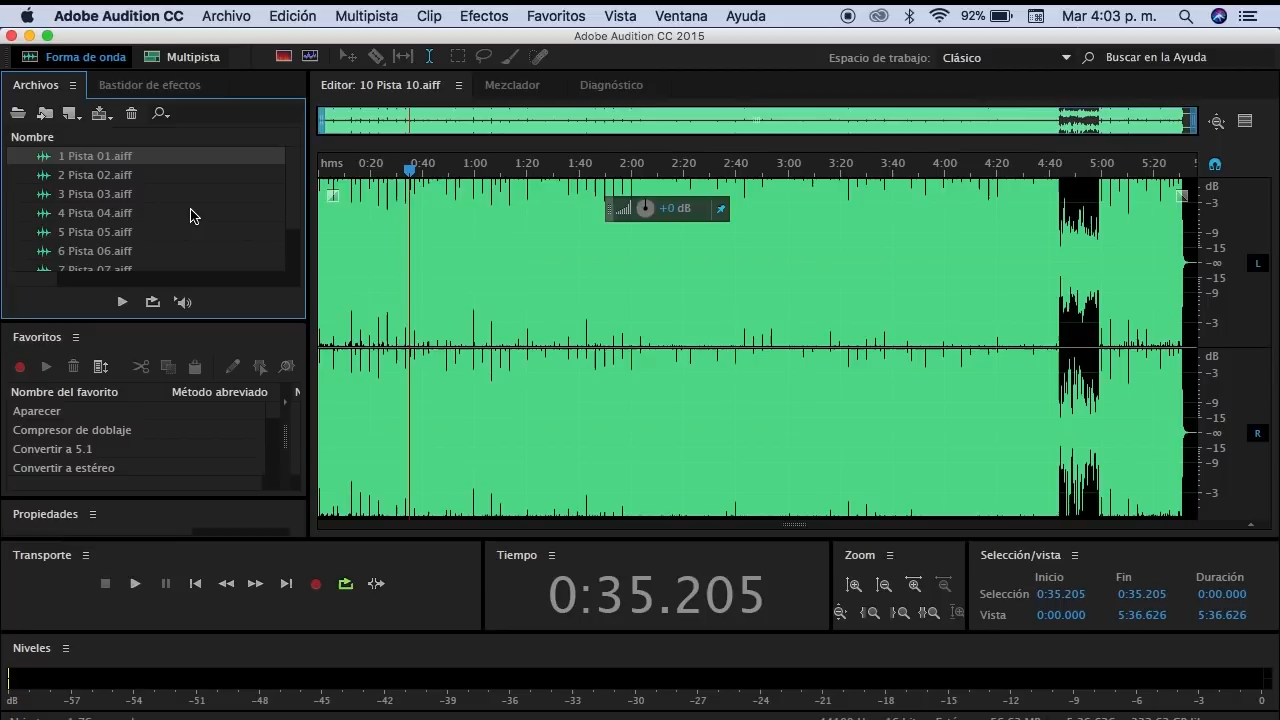 Adobe Audition CC Archivo Edición Multipista Clip Efectos Favoritos Vista Ventana Ayuda 92% Mar 4:03 p. m.
Adobe Audition CC 2015
Forma de onda Multipista Espacio de trabajo: Clásico Buscar en la Ayuda
Archivos Bastidor de efectos Editor: 10 Pista 10.aiff Mezclador Diagnóstico
Nombre
1 Pista 01.aiff
2 Pista 02.aiff
3 Pista 03.aiff
4 Pista 04.aiff
5 Pista 05.aiff
6 Pista 06.aiff
7 Pista 07.aiff
hms 0:20 0:40 1:00 1:20 1:40 2:00 2:20 2:40 3:00 3:20 3:40 4:00 4:20 4:40 5:00 5:20
+0 dB
dB
-3
-9
-15
-∞
-15
-9
-3
L
dB
-3
-9
-15
-∞
-15
-9
-3
R
Favoritos
Nombre del favorito Método abreviado
Aparecer
Compresor de doblaje
Convertir a 5.1
Convertir a estéreo
Propiedades
Transporte
Tiempo
0:35.205
Zoom
Selección/vista
Inicio Fin Duración
Selección 0:35.205 0:35.205 0:00.000
Vista 0:00.000 5:36.626 5:36.626
Niveles
dB -57 -54 -51 -48 -45 -42 -39 -36 -33 -30 -27 -24 -21 -18 -15 -12 -9 -6 -3 0